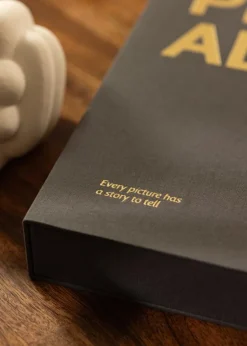 Every picture has
a story to tell